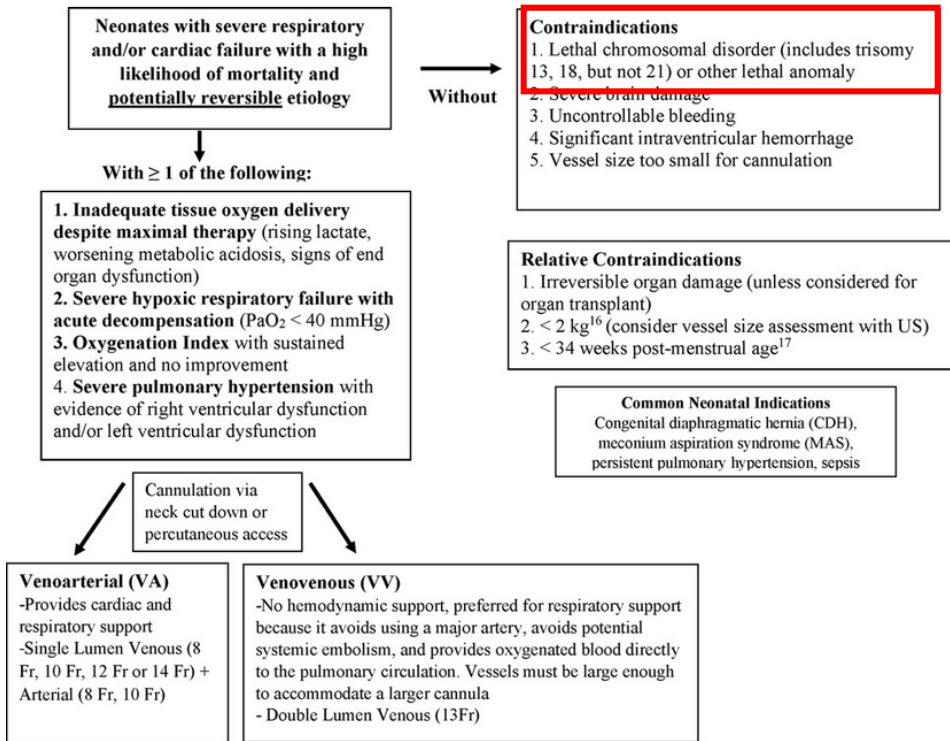 Neonates with severe respiratory
and/or cardiac failure with a high
likelihood of mortality and
potentially reversible etiology
Without
Contraindications
1. Lethal chromosomal disorder (includes trisomy
13, 18, but not 21) or other lethal anomaly
2. Severe brain damage
3. Uncontrollable bleeding
4. Significant intraventricular hemorrhage
5. Vessel size too small for cannulation
With ≥ 1 of the following:
1. Inadequate tissue oxygen delivery
despite maximal therapy (rising lactate,
worsening metabolic acidosis, signs of end
organ dysfunction)
2. Severe hypoxic respiratory failure with
acute decompensation (PaO₂ < 40 mmHg)
3. Oxygenation Index with sustained
elevation and no improvement
4. Severe pulmonary hypertension with
evidence of right ventricular dysfunction
and/or left ventricular dysfunction
Relative Contraindications
1. Irreversible organ damage (unless considered for
organ transplant)
2. < 2 kg¹⁶ (consider vessel size assessment with US)
3. < 34 weeks post-menstrual age¹⁷
Common Neonatal Indications
Congenital diaphragmatic hernia (CDH),
meconium aspiration syndrome (MAS),
persistent pulmonary hypertension, sepsis
Cannulation via
neck cut down or
percutaneous access
Venoarterial (VA)
-Provides cardiac and
respiratory support
-Single Lumen Venous (8
Fr, 10 Fr, 12 Fr or 14 Fr) +
Arterial (8 Fr, 10 Fr)
Venovenous (VV)
-No hemodynamic support, preferred for respiratory support
because it avoids using a major artery, avoids potential
systemic embolism, and provides oxygenated blood directly
to the pulmonary circulation. Vessels must be large enough
to accommodate a larger cannula
- Double Lumen Venous (13Fr)